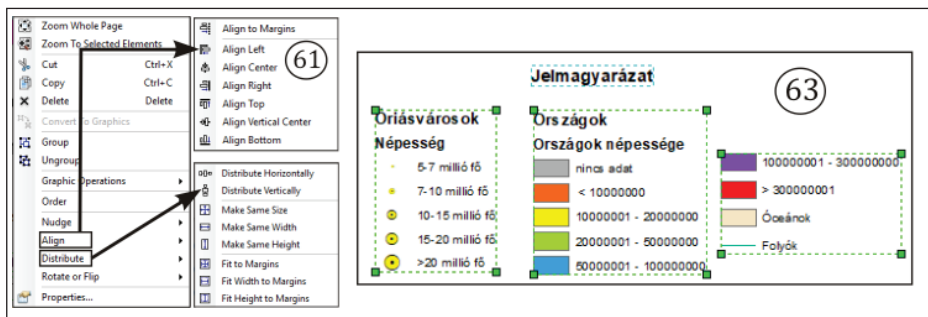 Zoom Whole Page
Zoom To Selected Elements
Cut Ctrl+X
Copy Ctrl+C
Delete Delete
Convert To Graphics
Group
Ungroup
Graphic Operations
Order
Nudge
Align
Distribute
Rotate or Flip
Properties...
Align to Margins
Align Left
Align Center
Align Right
Align Top
Align Vertical Center
Align Bottom
61
Distribute Horizontally
Distribute Vertically
Make Same Size
Make Same Width
Make Same Height
Fit to Margins
Fit Width to Margins
Fit Height to Margins
Jelmagyarázat
63
Óriásvárosok
Népesség
5-7 millió fő
7-10 millió fő
10-15 millió fő
15-20 millió fő
>20 millió fő
Országok
Országok népessége
nincs adat
< 10000000
10000001 - 20000000
20000001 - 50000000
50000001 - 100000000
100000001 - 300000000
> 300000001
Óceánok
Folyók